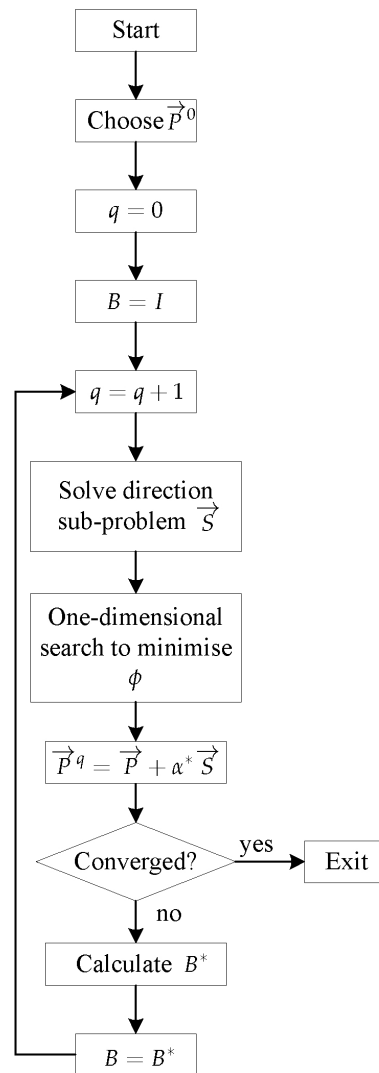 Start
Choose $\overrightarrow{P}^{0}$
$q = 0$
$B = I$
$q = q + 1$
Solve direction
sub-problem $\overrightarrow{S}$
One-dimensional
search to minimise
$\phi$
$\overrightarrow{P}^{q} = \overrightarrow{P} + \alpha^{*} \overrightarrow{S}$
Converged?
yes
Exit
no
Calculate $B^{*}$
$B = B^{*}$